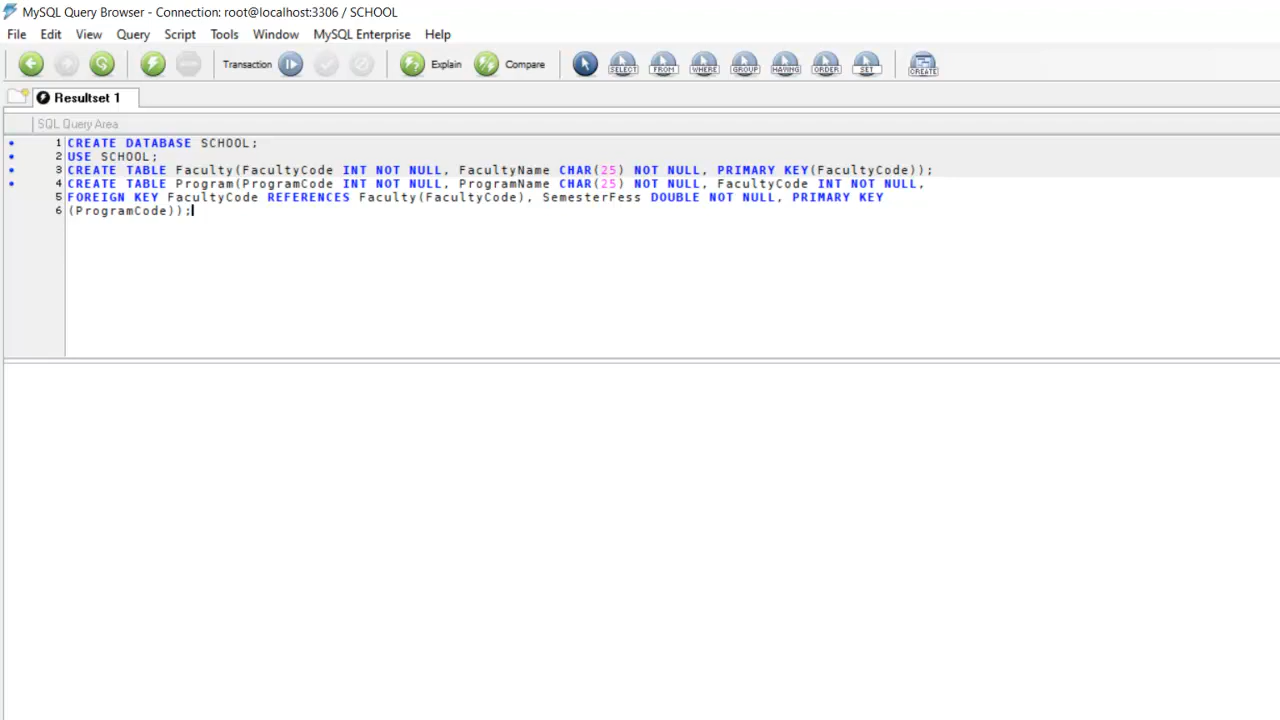 MySQL Query Browser - Connection: root@localhost:3306 / SCHOOL
File Edit View Query Script Tools Window MySQL Enterprise Help
Transaction Explain Compare SELECT FROM WHERE GROUP HAVING ORDER SET CREATE
Resultset 1
SQL Query Area
1 CREATE DATABASE SCHOOL;
2 USE SCHOOL;
3 CREATE TABLE Faculty(FacultyCode INT NOT NULL, FacultyName CHAR(25) NOT NULL, PRIMARY KEY(FacultyCode));
4 CREATE TABLE Program(ProgramCode INT NOT NULL, ProgramName CHAR(25) NOT NULL, FacultyCode INT NOT NULL,
5 FOREIGN KEY FacultyCode REFERENCES Faculty(FacultyCode), SemesterFess DOUBLE NOT NULL, PRIMARY KEY
6 (ProgramCode));